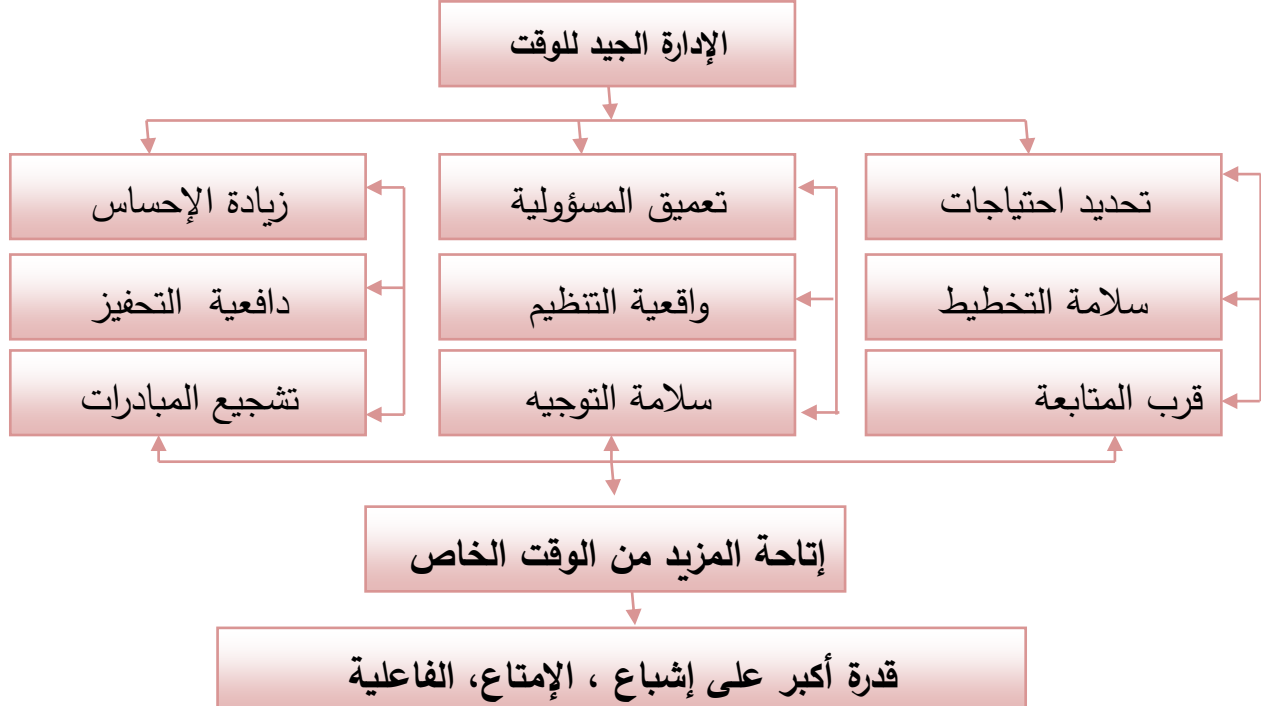 الإدارة الجيد للوقت
تحديد احتياجات
تعميق المسؤولية
زيادة الإحساس
سلامة التخطيط
واقعية التنظيم
دافعية التحفيز
قرب المتابعة
سلامة التوجيه
تشجيع المبادرات
إتاحة المزيد من الوقت الخاص
قدرة أكبر على إشباع ، الإمتاع، الفاعلية